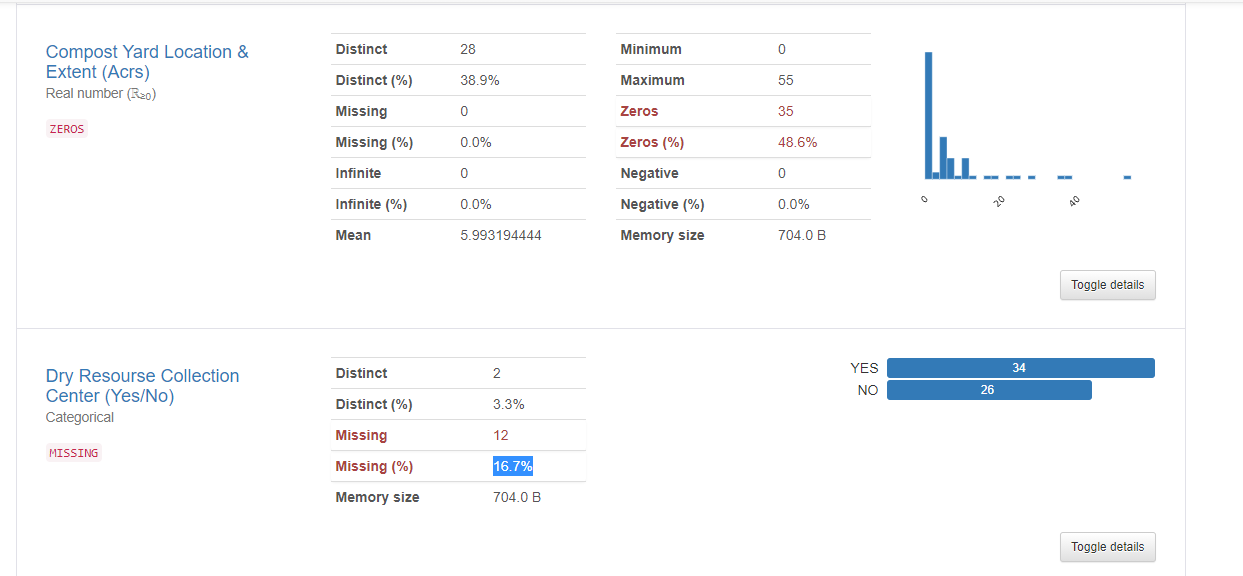 Compost Yard Location &
Extent (Acrs)
Real number (ℝ≥0)
ZEROS
Distinct 28
Distinct (%) 38.9%
Missing 0
Missing (%) 0.0%
Infinite 0
Infinite (%) 0.0%
Mean 5.993194444
Minimum 0
Maximum 55
Zeros 35
Zeros (%) 48.6%
Negative 0
Negative (%) 0.0%
Memory size 704.0 B
0 20 40
Toggle details
Dry Resourse Collection
Center (Yes/No)
Categorical
MISSING
Distinct 2
Distinct (%) 3.3%
Missing 12
Missing (%) 16.7%
Memory size 704.0 B
YES 34
NO 26
Toggle details